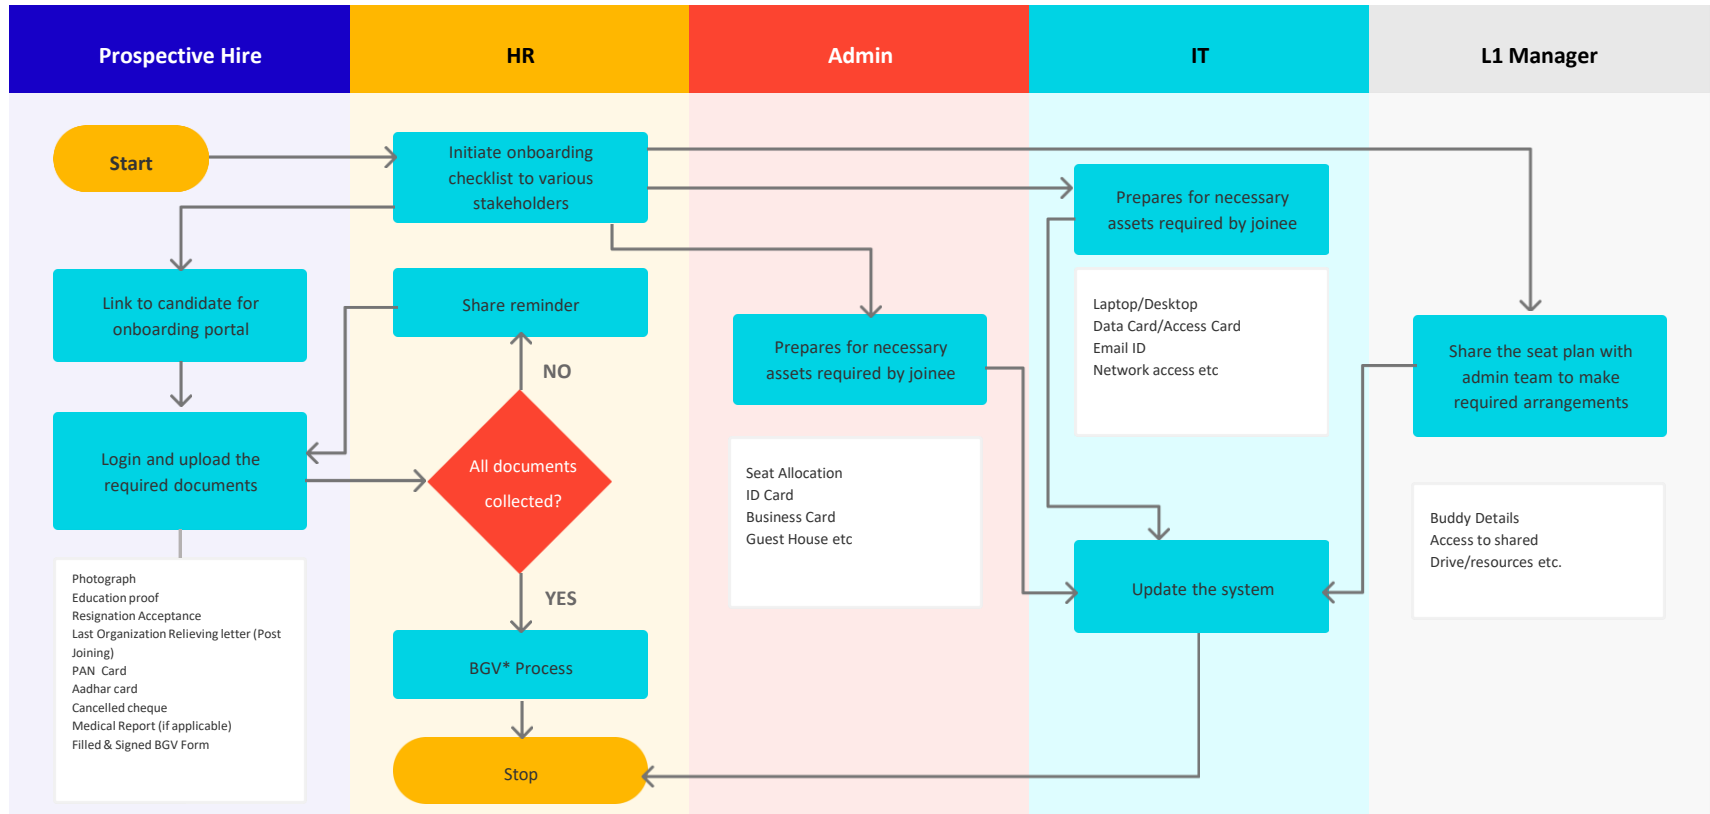 Prospective Hire
HR
Admin
IT
L1 Manager
Start
Initiate onboarding
checklist to various
stakeholders
Prepares for necessary
assets required by joinee
Link to candidate for
onboarding portal
Share reminder
Laptop/Desktop
Data Card/Access Card
Email ID
Network access etc
Prepares for necessary
assets required by joinee
Share the seat plan with
admin team to make
required arrangements
NO
Login and upload the
required documents
All documents
collected?
Seat Allocation
ID Card
Business Card
Guest House etc
Buddy Details
Access to shared
Drive/resources etc.
Photograph
Education proof
Resignation Acceptance
Last Organization Relieving letter (Post
Joining)
PAN Card
Aadhar card
Cancelled cheque
Medical Report (if applicable)
Filled & Signed BGV Form
YES
Update the system
BGV* Process
Stop